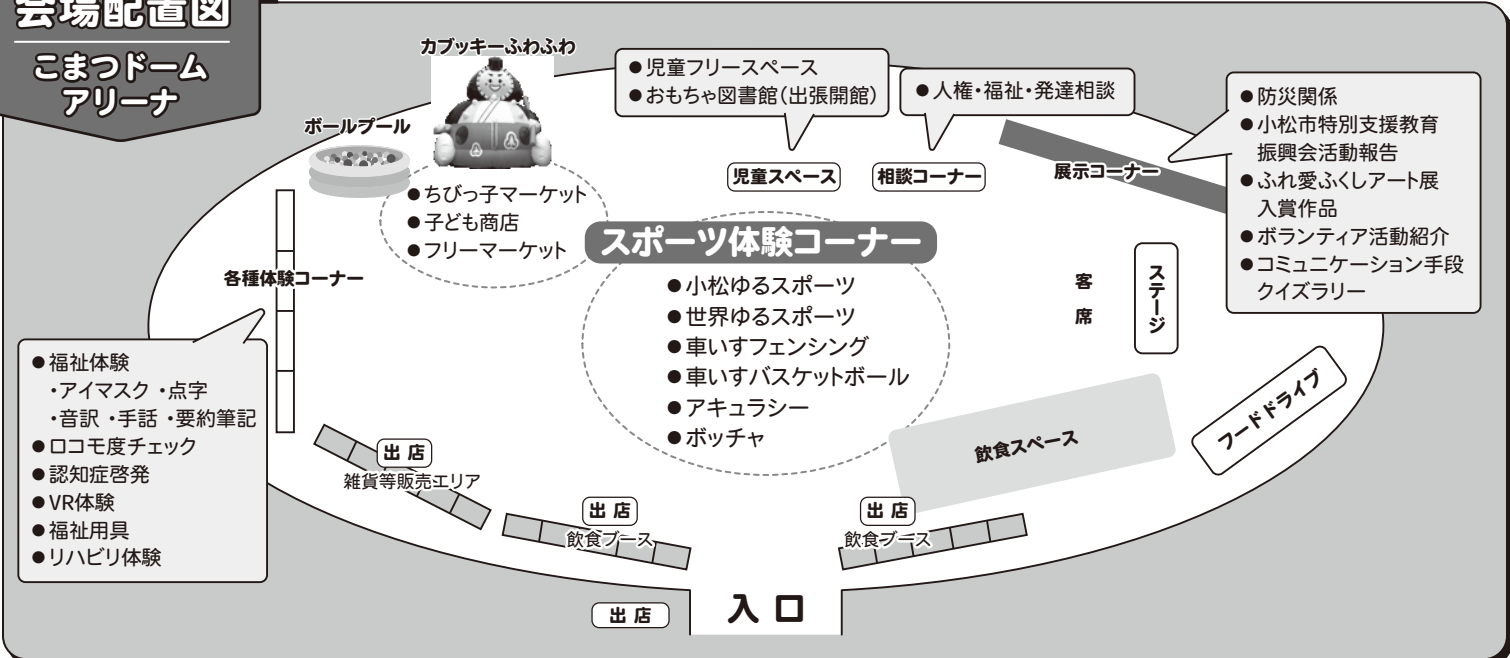 会場配置図
こまつドーム
アリーナ
カブッキーふわふわ
ボールプール
●ちびっ子マーケット
●子ども商店
●フリーマーケット
●児童フリースペース
●おもちゃ図書館(出張開館)
児童スペース
●人権・福祉・発達相談
相談コーナー
展示コーナー
●防災関係
●小松市特別支援教育
振興会活動報告
●ふれ愛ふくしアート展
入賞作品
●ボランティア活動紹介
●コミュニケーション手段
クイズラリー
スポーツ体験コーナー
●小松ゆるスポーツ
●世界ゆるスポーツ
●車いすフェンシング
●車いすバスケットボール
●アキュラシー
●ボッチャ
客席
ステージ
各種体験コーナー
●福祉体験
・アイマスク ・点字
・音訳 ・手話 ・要約筆記
●ロコモ度チェック
●認知症啓発
●VR体験
●福祉用具
●リハビリ体験
出店
雑貨等販売エリア
出店
飲食ブース
出店
飲食ブース
飲食スペース
フードドライブ
出店
入口